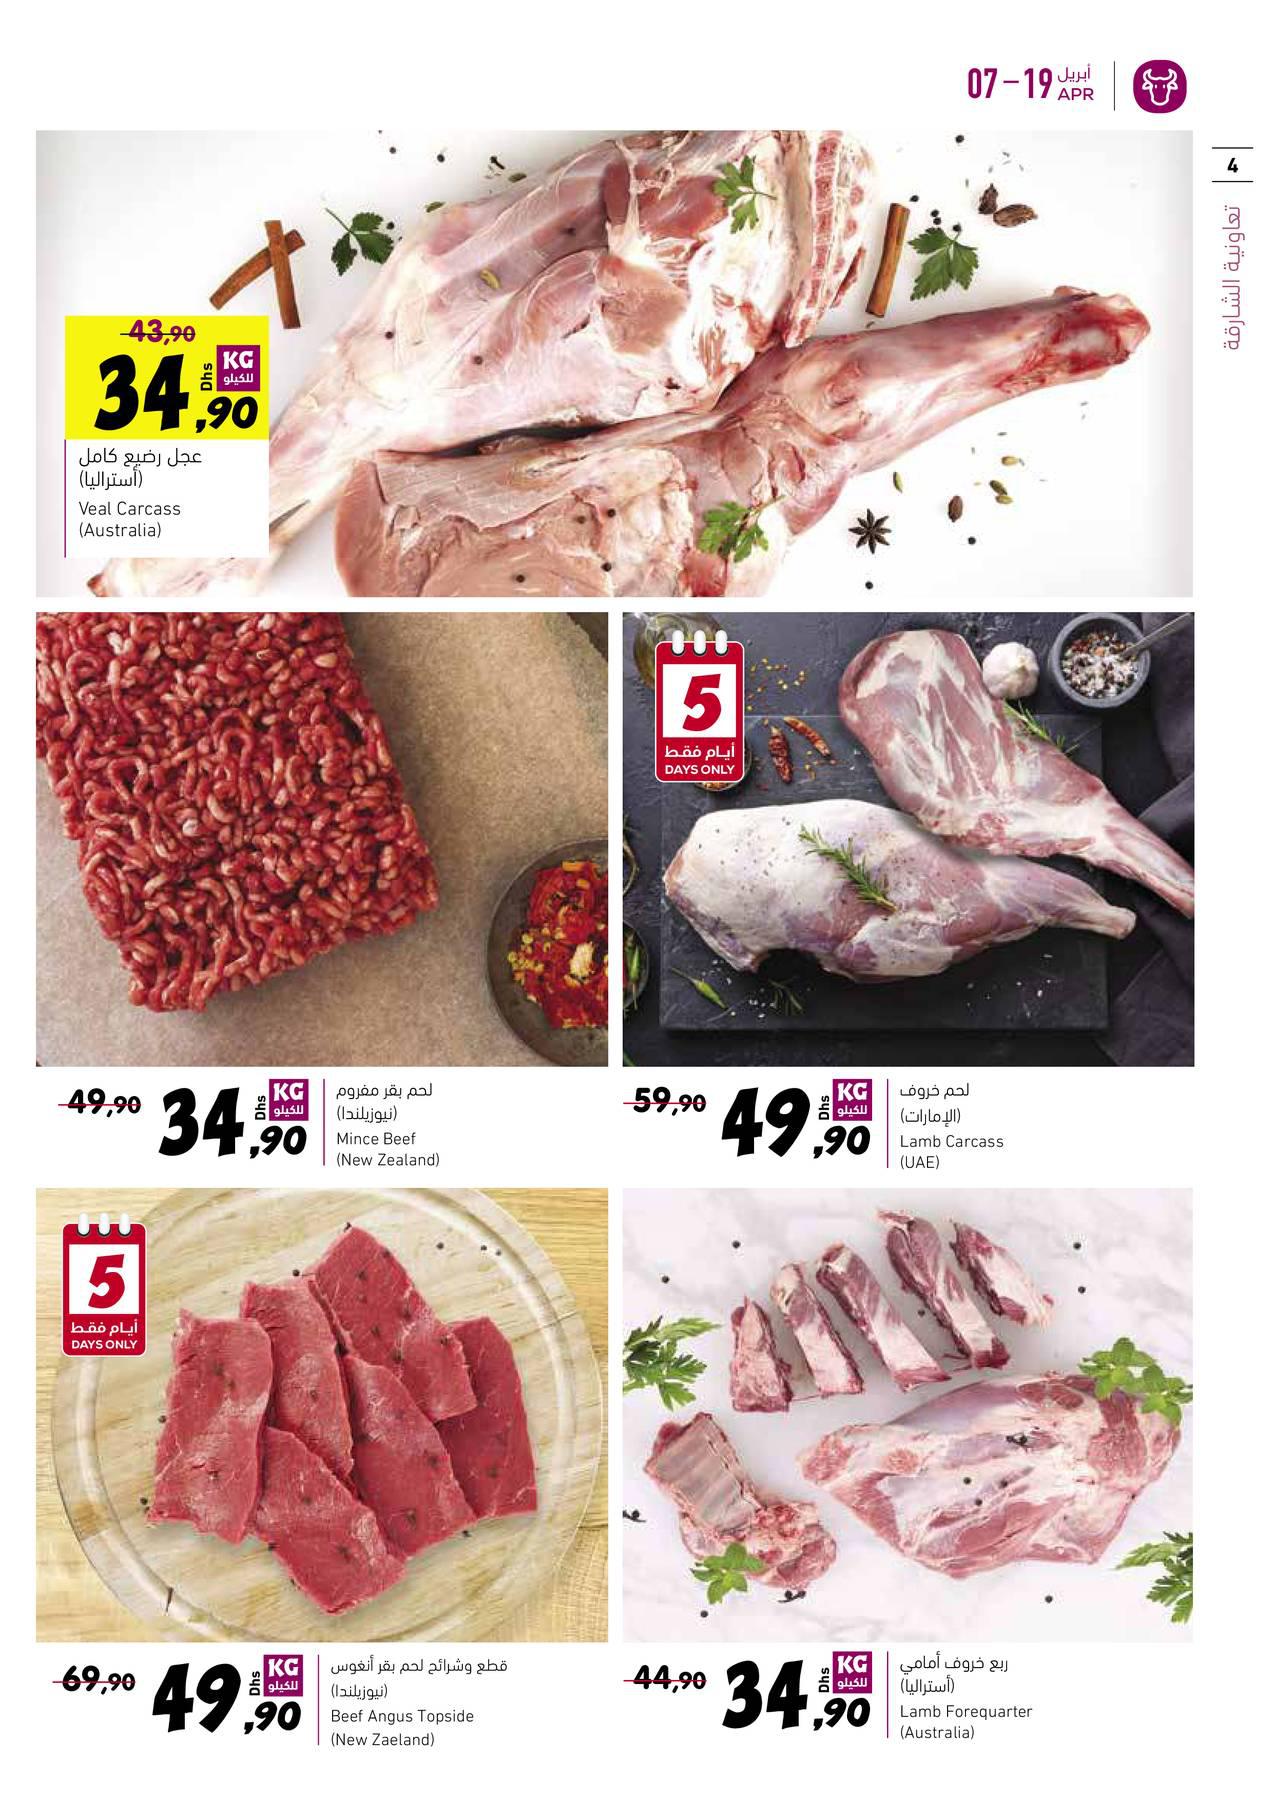 07 – 19 أبريل
APR
4
تعاونية الشارقة
43,90
34,90
Dhs
KG
للكيلو
عجل رضيع كامل
(أستراليا)
Veal Carcass
(Australia)
5
أيـام فقـط
DAYS ONLY
49,90
34,90
Dhs
KG
للكيلو
لحم بقر مفروم
(نيوزيلندا)
Mince Beef
(New Zealand)
59,90
49,90
Dhs
KG
للكيلو
لحم خروف
(الإمارات)
Lamb Carcass
(UAE)
5
أيـام فقـط
DAYS ONLY
69,90
49,90
Dhs
KG
للكيلو
قطع وشرائح لحم بقر أنغوس
(نيوزيلندا)
Beef Angus Topside
(New Zaeland)
44,90
34,90
Dhs
KG
للكيلو
ربع خروف أمامي
(أستراليا)
Lamb Forequarter
(Australia)